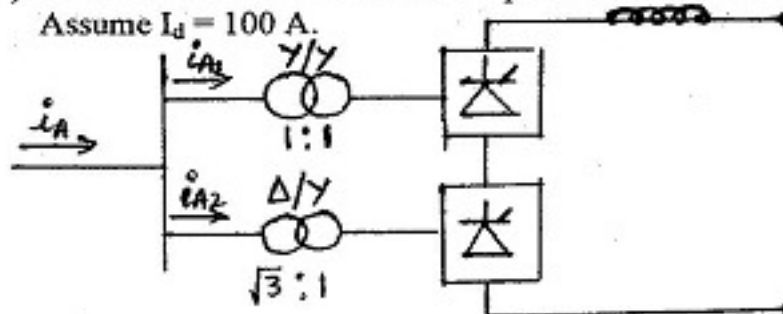 Assume I_d = 100 A.
i_A1
Y/Y
1:1
i_A
i_A2
Δ/Y
√3 : 1